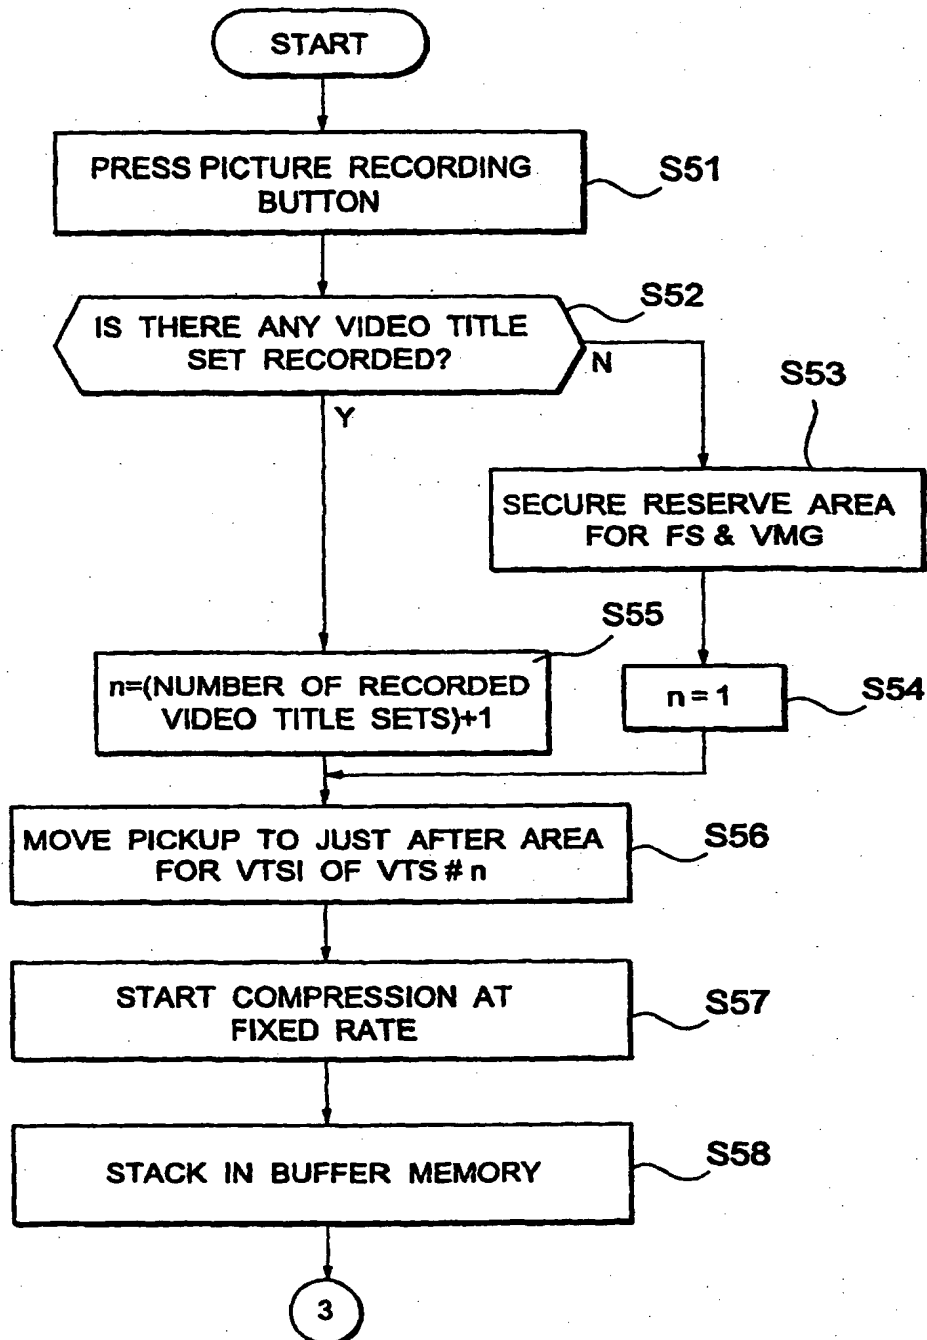 START
PRESS PICTURE RECORDING
BUTTON
S51
IS THERE ANY VIDEO TITLE
SET RECORDED?
S52
N
Y
S53
SECURE RESERVE AREA
FOR FS & VMG
S55
n=(NUMBER OF RECORDED
VIDEO TITLE SETS)+1
n=1
S54
MOVE PICKUP TO JUST AFTER AREA
FOR VTSI OF VTS # n
S56
START COMPRESSION AT
FIXED RATE
S57
STACK IN BUFFER MEMORY
S58
3